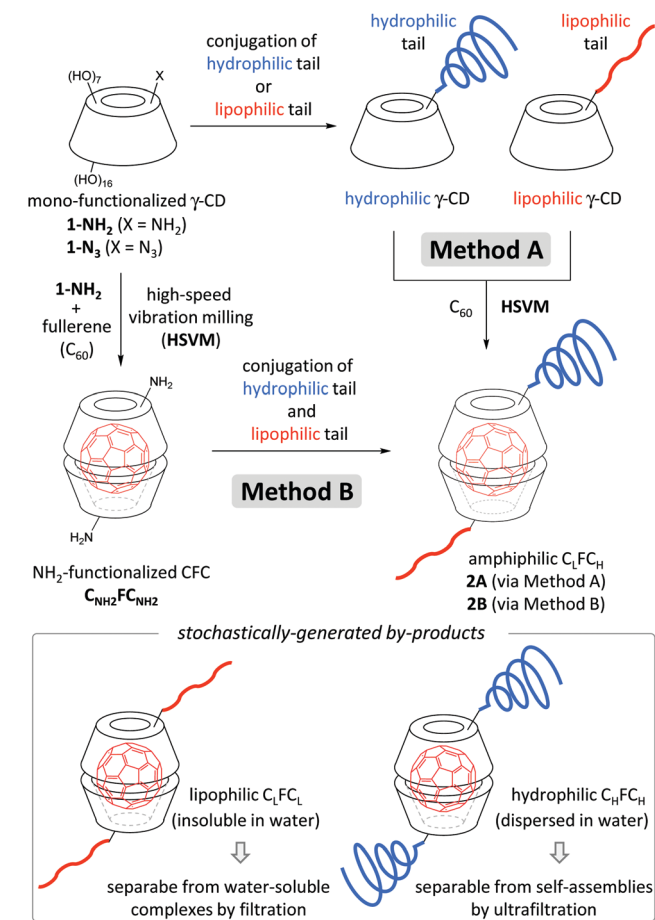 conjugation of
hydrophilic tail
or
lipophilic tail
hydrophilic
tail
lipophilic
tail
(HO)7
X
(HO)16
mono-functionalized γ-CD
1-NH2 (X = NH2)
1-N3 (X = N3)
hydrophilic γ-CD
lipophilic γ-CD
Method A
1-NH2
+
fullerene
(C60)
high-speed
vibration milling
(HSVM)
C60 HSVM
NH2
H2N
conjugation of
hydrophilic tail
and
lipophilic tail
Method B
NH2-functionalized CFC
CNH2FCNH2
amphiphilic CLFCH
2A (via Method A)
2B (via Method B)
stochastically-generated by-products
lipophilic CLFCL
(insoluble in water)
separabe from water-soluble
complexes by filtration
hydrophilic CHFCH
(dispersed in water)
separable from self-assemblies
by ultrafiltration